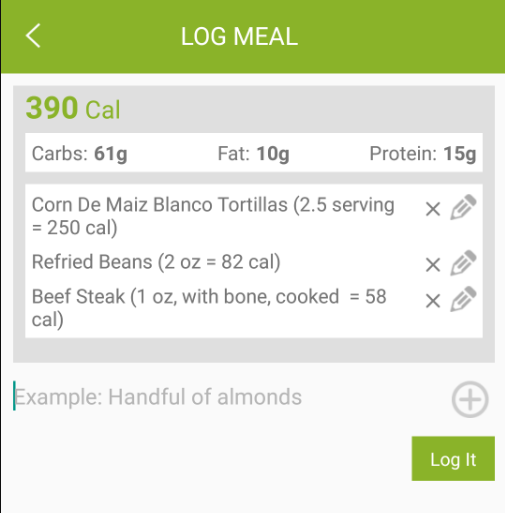 LOG MEAL
390 Cal
Carbs: 61g Fat: 10g Protein: 15g
Corn De Maiz Blanco Tortillas (2.5 serving
= 250 cal)
Refried Beans (2 oz = 82 cal)
Beef Steak (1 oz, with bone, cooked = 58
cal)
Example: Handful of almonds
Log It